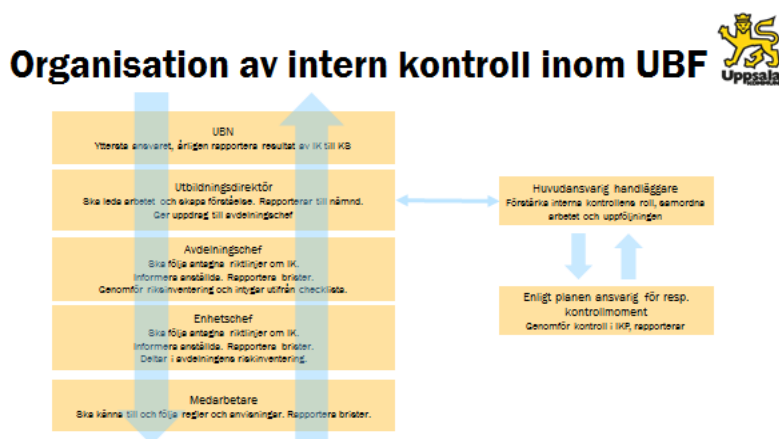 Organisation av intern kontroll inom UBF
Uppsala
KOMMUN
UBN
Yttersta ansvaret, årligen rapportera resultat av IK till KS
Utbildningsdirektör
Ska leda arbetet och skapa förståelse. Rapporterar till nämnd.
Ger uppdrag till avdelningschef
Avdelningschef
Ska följa antagna riktlinjer om IK.
Informera anställda. Rapportera brister.
Genomför riksinventering och intygar utifrån checklista.
Enhetschef
Ska följa antagna riktlinjer om IK.
Informera anställda. Rapportera brister.
Deltar i avdelningens riskinventering.
Medarbetare
Ska känna till och följa regler och anvisningar. Rapportera brister.
Huvudansvarig handläggare
Förstärka interna kontrollens roll, samordna
arbetet och uppföljningen
Enligt planen ansvarig för resp.
kontrollmoment
Genomför kontroll i IKP, rapporterar